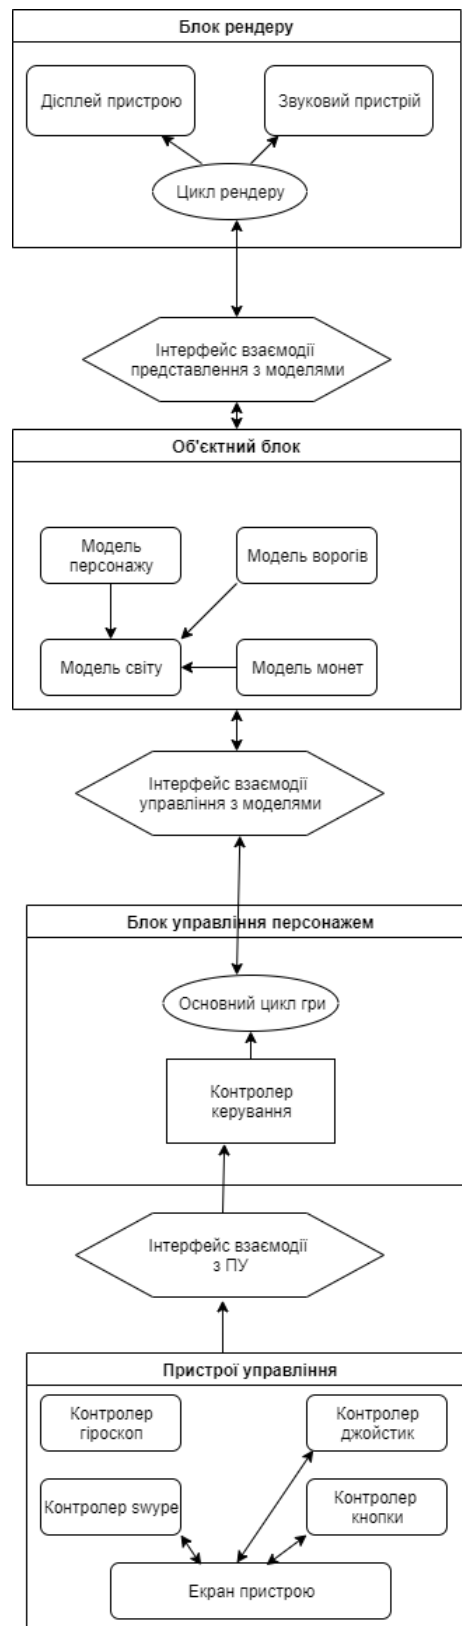 Блок рендеру
Дісплей пристрою
Звуковий пристрій
Цикл рендеру
Інтерфейс взаємодії
представлення з моделями
Об'єктний блок
Модель
персонажу
Модель ворогів
Модель світу
Модель монет
Інтерфейс взаємодії
управління з моделями
Блок управління персонажем
Основний цикл гри
Контролер
керування
Інтерфейс взаємодії
з ПУ
Пристрої управління
Контролер
гіроскоп
Контролер
джойстик
Контролер swype
Контролер
кнопки
Екран пристрою